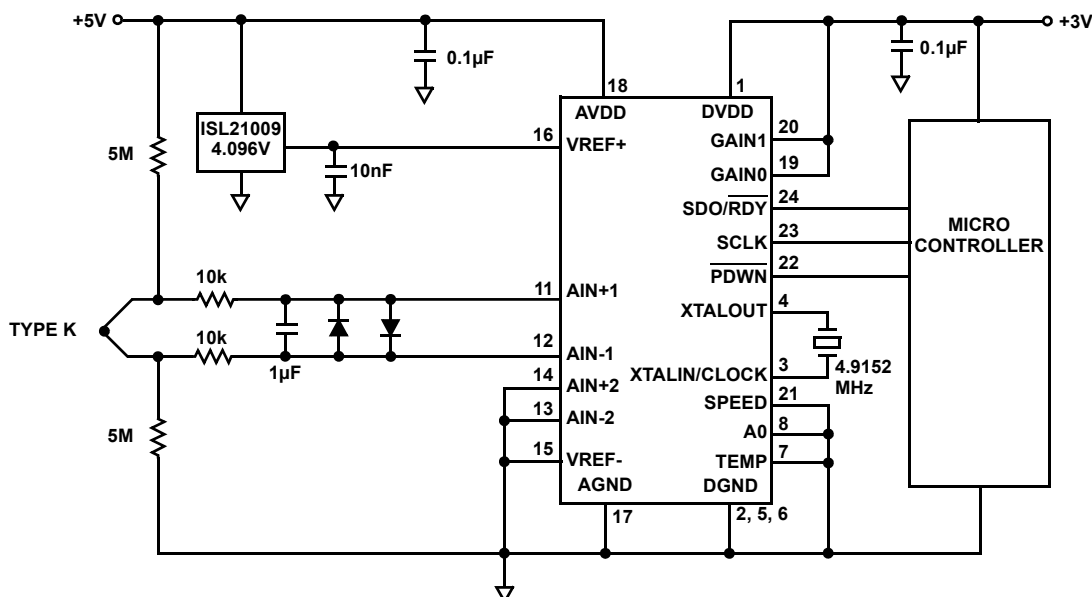 +5V
+3V
0.1µF
0.1µF
18
1
AVDD
DVDD
ISL21009
4.096V
16
VREF+
GAIN1
20
5M
10nF
GAIN0
19
SDO/RDY
24
SCLK
23
MICRO
CONTROLLER
PDWN
22
10k
11
AIN+1
XTALOUT
4
TYPE K
10k
12
AIN-1
1µF
4.9152
MHz
14
AIN+2
XTALIN/CLOCK
3
SPEED
21
13
AIN-2
A0
8
5M
15
VREF-
TEMP
7
AGND
DGND
17
2, 5, 6